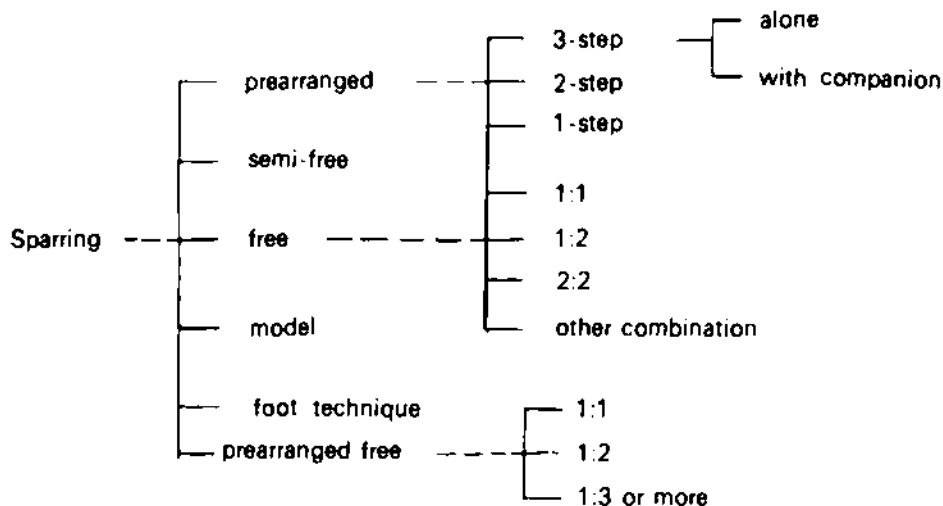 alone
3-step
with companion
prearranged
2-step
1-step
semi-free
1:1
Sparring
free
1:2
2:2
model
other combination
foot technique
1:1
prearranged free
1:2
1:3 or more